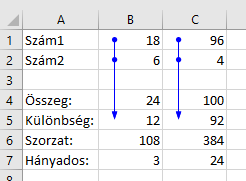 A B C
1 Szám1 18 96
2 Szám2 6 4
3
4 Összeg: 24 100
5 Különbség: 12 92
6 Szorzat: 108 384
7 Hányados: 3 24